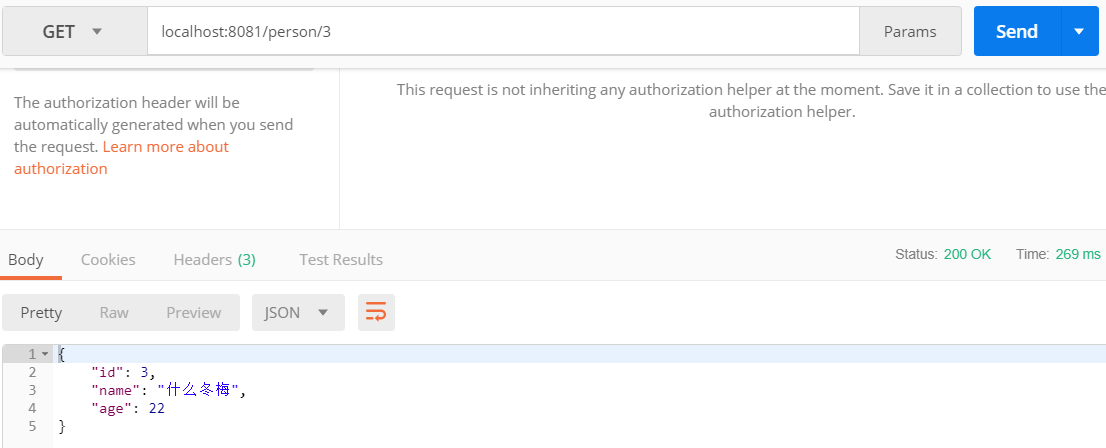 GET localhost:8081/person/3 Params Send
The authorization header will be
automatically generated when you send
the request. Learn more about
authorization
This request is not inheriting any authorization helper at the moment. Save it in a collection to use the
authorization helper.
Body Cookies Headers (3) Test Results Status: 200 OK Time: 269 ms
Pretty Raw Preview JSON
1 {
2 "id": 3,
3 "name": "什么冬梅",
4 "age": 22
5 }